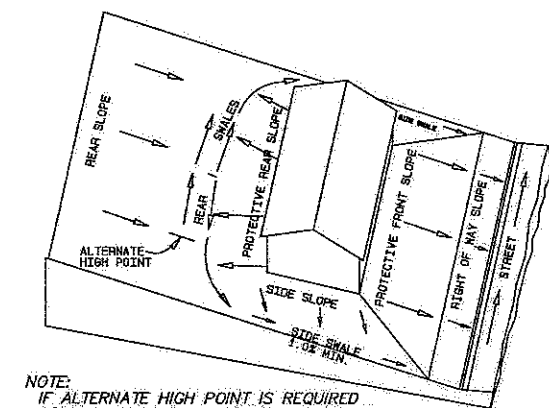 REAR SLOPE
SWALES
REAR
PROTECTIVE REAR SLOPE
SIDE SWALE
PROTECTIVE FRONT SLOPE
RIGHT OF WAY SLOPE
STREET
ALTERNATE
HIGH POINT
SIDE SLOPE
SIDE SWALE
1.0% MIN.
NOTE:
IF ALTERNATE HIGH POINT IS REQUIRED